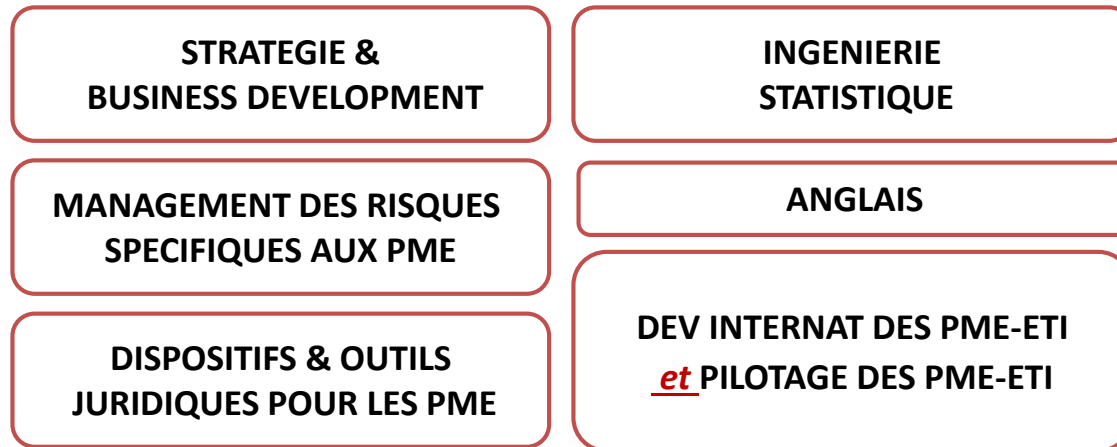 STRATEGIE &
BUSINESS DEVELOPMENT
MANAGEMENT DES RISQUES
SPECIFIQUES AUX PME
DISPOSITIFS & OUTILS
JURIDIQUES POUR LES PME
INGENIERIE
STATISTIQUE
ANGLAIS
DEV INTERNAT DES PME-ETI
et PILOTAGE DES PME-ETI